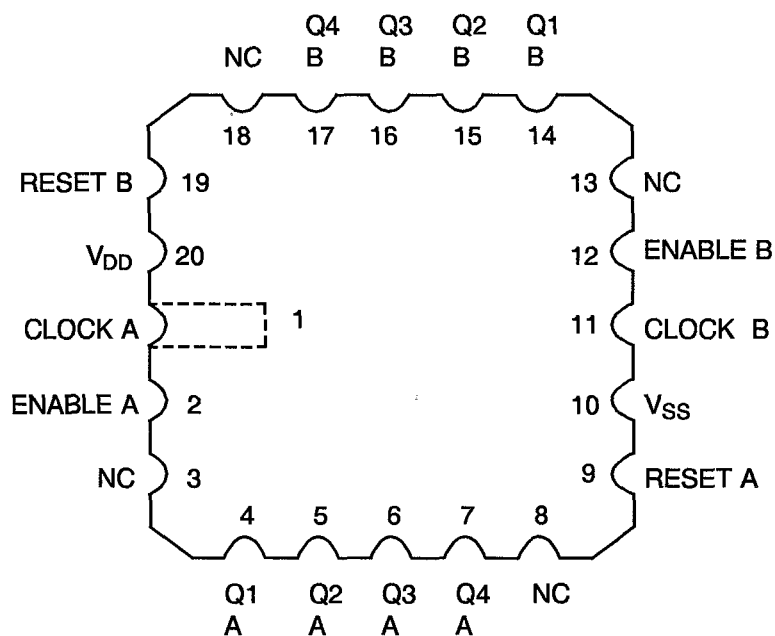 Q4 Q3 Q2 Q1
NC B B B B
18 17 16 15 14
RESET B 19 13 NC
VDD 20 12 ENABLE B
CLOCK A 1 11 CLOCK B
ENABLE A 2 10 VSS
NC 3 9 RESET A
4 5 6 7 8
Q1 Q2 Q3 Q4 NC
A A A A